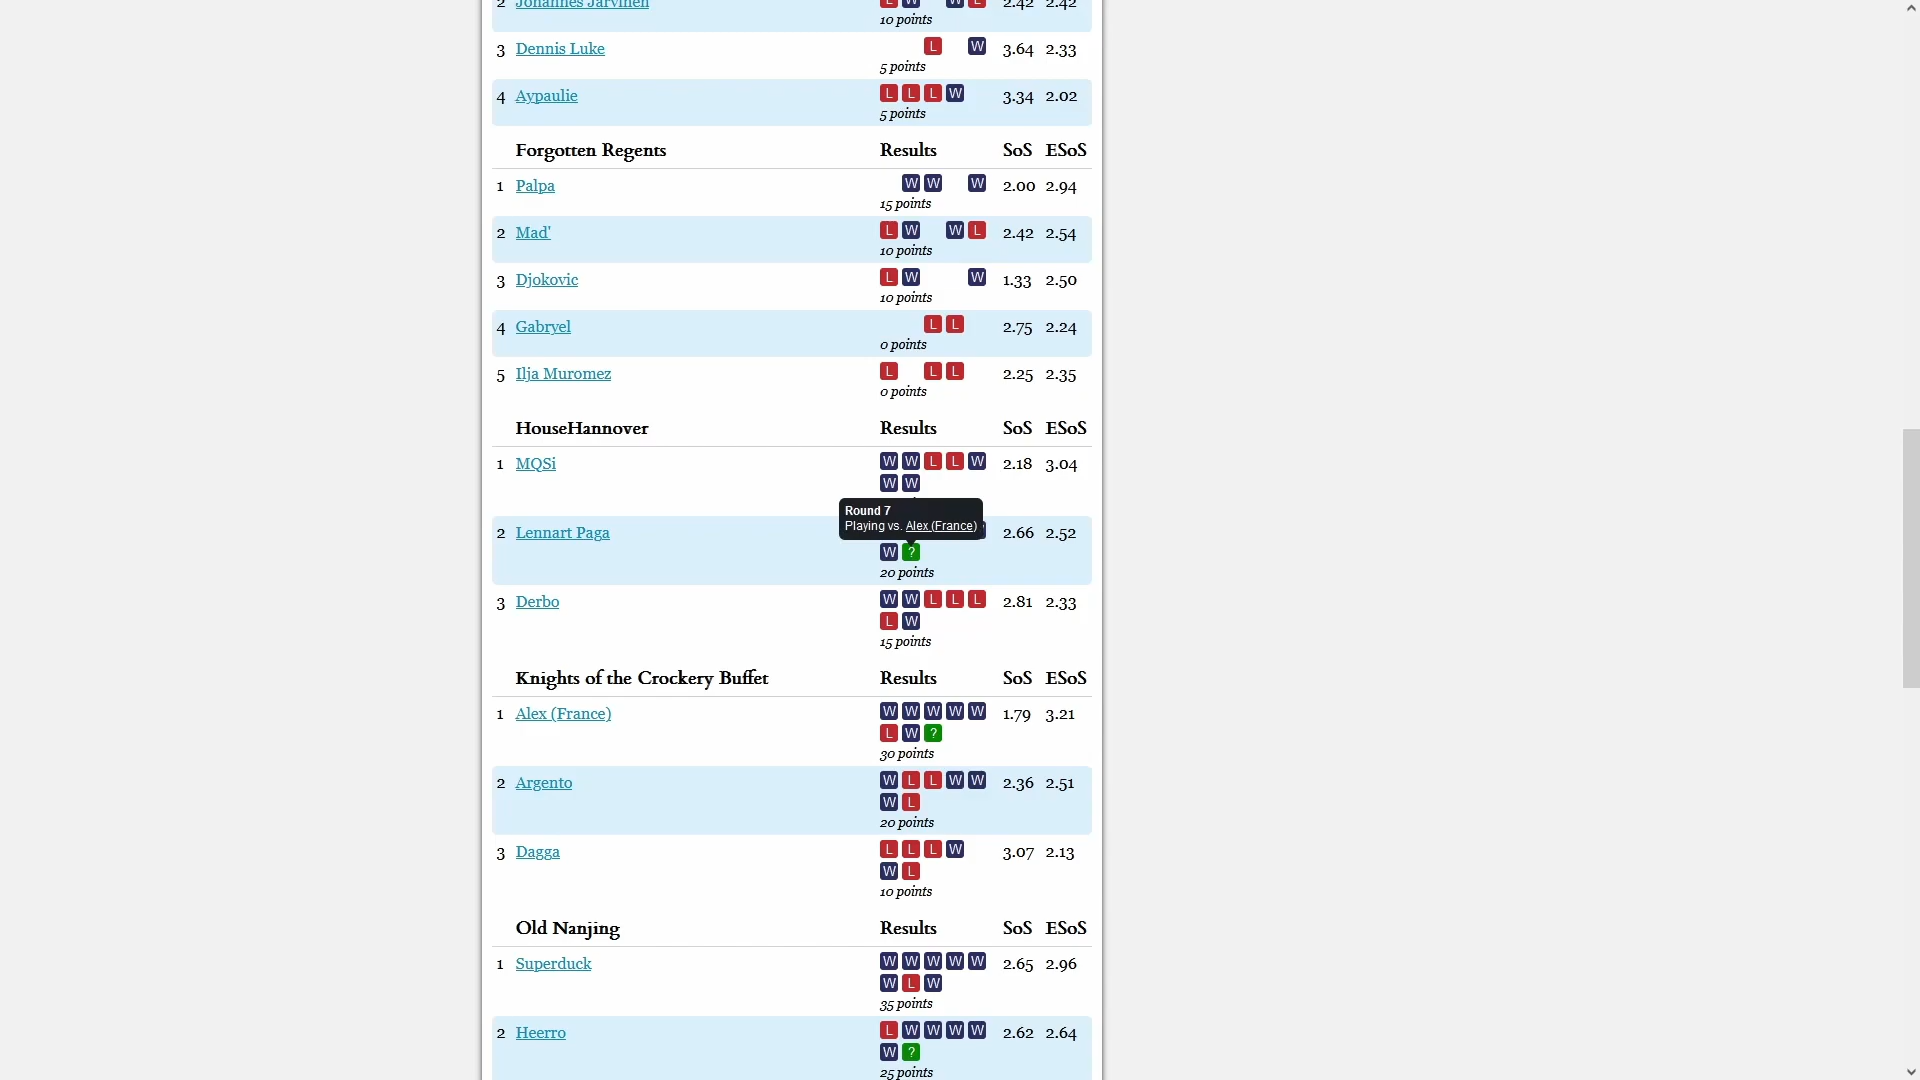 2 Johannes Järvinen L W W L 2.42 2.42
10 points
3 Dennis Luke L W 3.64 2.33
5 points
4 Aypaulie L L L W 3.34 2.02
5 points
Forgotten Regents Results SoS ESoS
1 Palpa W W W 2.00 2.94
15 points
2 Mad' L W W L 2.42 2.54
10 points
3 Djokovic L W W 1.33 2.50
10 points
4 Gabryel L L 2.75 2.24
0 points
5 Ilja Muromez L L L 2.25 2.35
0 points
HouseHannover Results SoS ESoS
1 MQSi W W L L W 2.18 3.04
W W
Round 7
Playing vs. Alex (France)
2 Lennart Paga 2.66 2.52
W ?
20 points
3 Derbo W W L L L 2.81 2.33
L W
15 points
Knights of the Crockery Buffet Results SoS ESoS
1 Alex (France) W W W W W 1.79 3.21
L W ?
30 points
2 Argento W L L W W 2.36 2.51
W L
20 points
3 Dagga L L L W 3.07 2.13
W L
10 points
Old Nanjing Results SoS ESoS
1 Superduck W W W W W 2.65 2.96
W L W
35 points
2 Heerro L W W W W 2.62 2.64
W ?
25 points